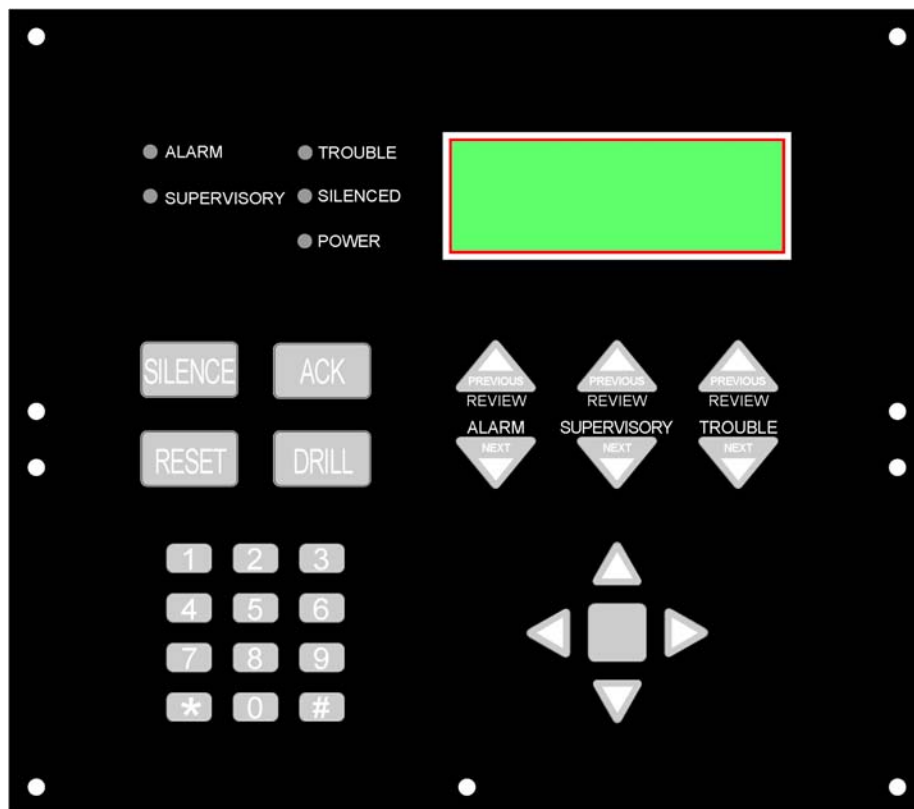 ALARM
TROUBLE
SUPERVISORY
SILENCED
POWER
SILENCE
ACK
PREVIOUS
PREVIOUS
PREVIOUS
REVIEW
REVIEW
REVIEW
ALARM
SUPERVISORY
TROUBLE
RESET
DRILL
NEXT
NEXT
NEXT
1 2 3
4 5 6
7 8 9
* 0 #